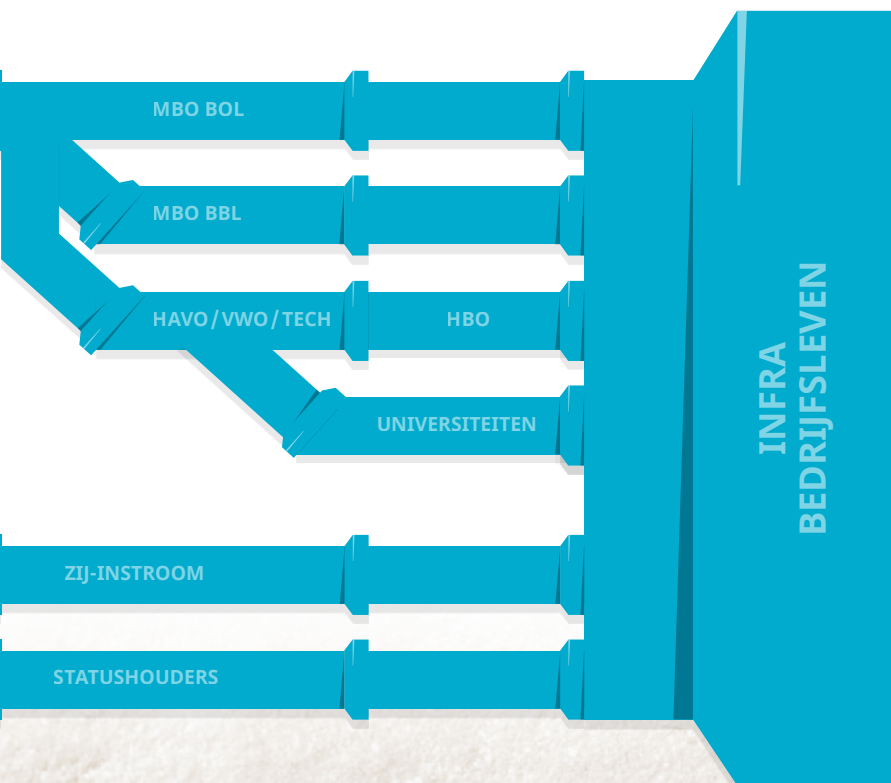 MBO BOL
MBO BBL
HAVO/VWO/TECH
HBO
UNIVERSITEITEN
ZIJ-INSTROOM
STATUSHOUDERS
INFRA
BEDRIJFSLEVEN